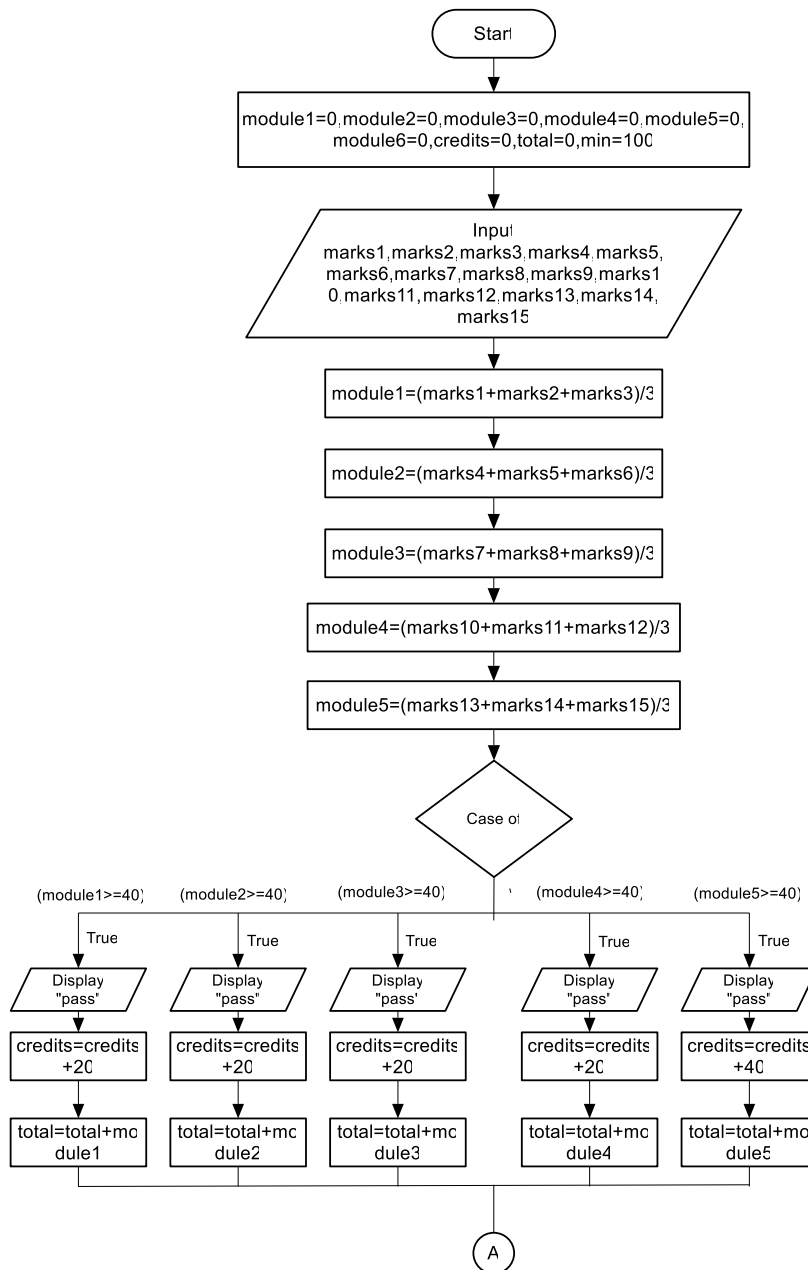 Start
module1=0,module2=0,module3=0,module4=0,module5=0,
module6=0,credits=0,total=0,min=100
Input
marks1,marks2,marks3,marks4,marks5,
marks6,marks7,marks8,marks9,marks1
0,marks11,marks12,marks13,marks14,
marks15
module1=(marks1+marks2+marks3)/3
module2=(marks4+marks5+marks6)/3
module3=(marks7+marks8+marks9)/3
module4=(marks10+marks11+marks12)/3
module5=(marks13+marks14+marks15)/3
Case of
(module1>=40)
(module2>=40)
(module3>=40)
(module4>=40)
(module5>=40)
True
True
True
True
True
Display
"pass"
Display
"pass"
Display
"pass'
Display
"pass'
Display
"pass"
credits=credits
+20
credits=credits
+20
credits=credits
+20
credits=credits
+20
credits=credits
+40
total=total+mo
dule1
total=total+mo
dule2
total=total+mo
dule3
total=total+mo
dule4
total=total+mo
dule5
A